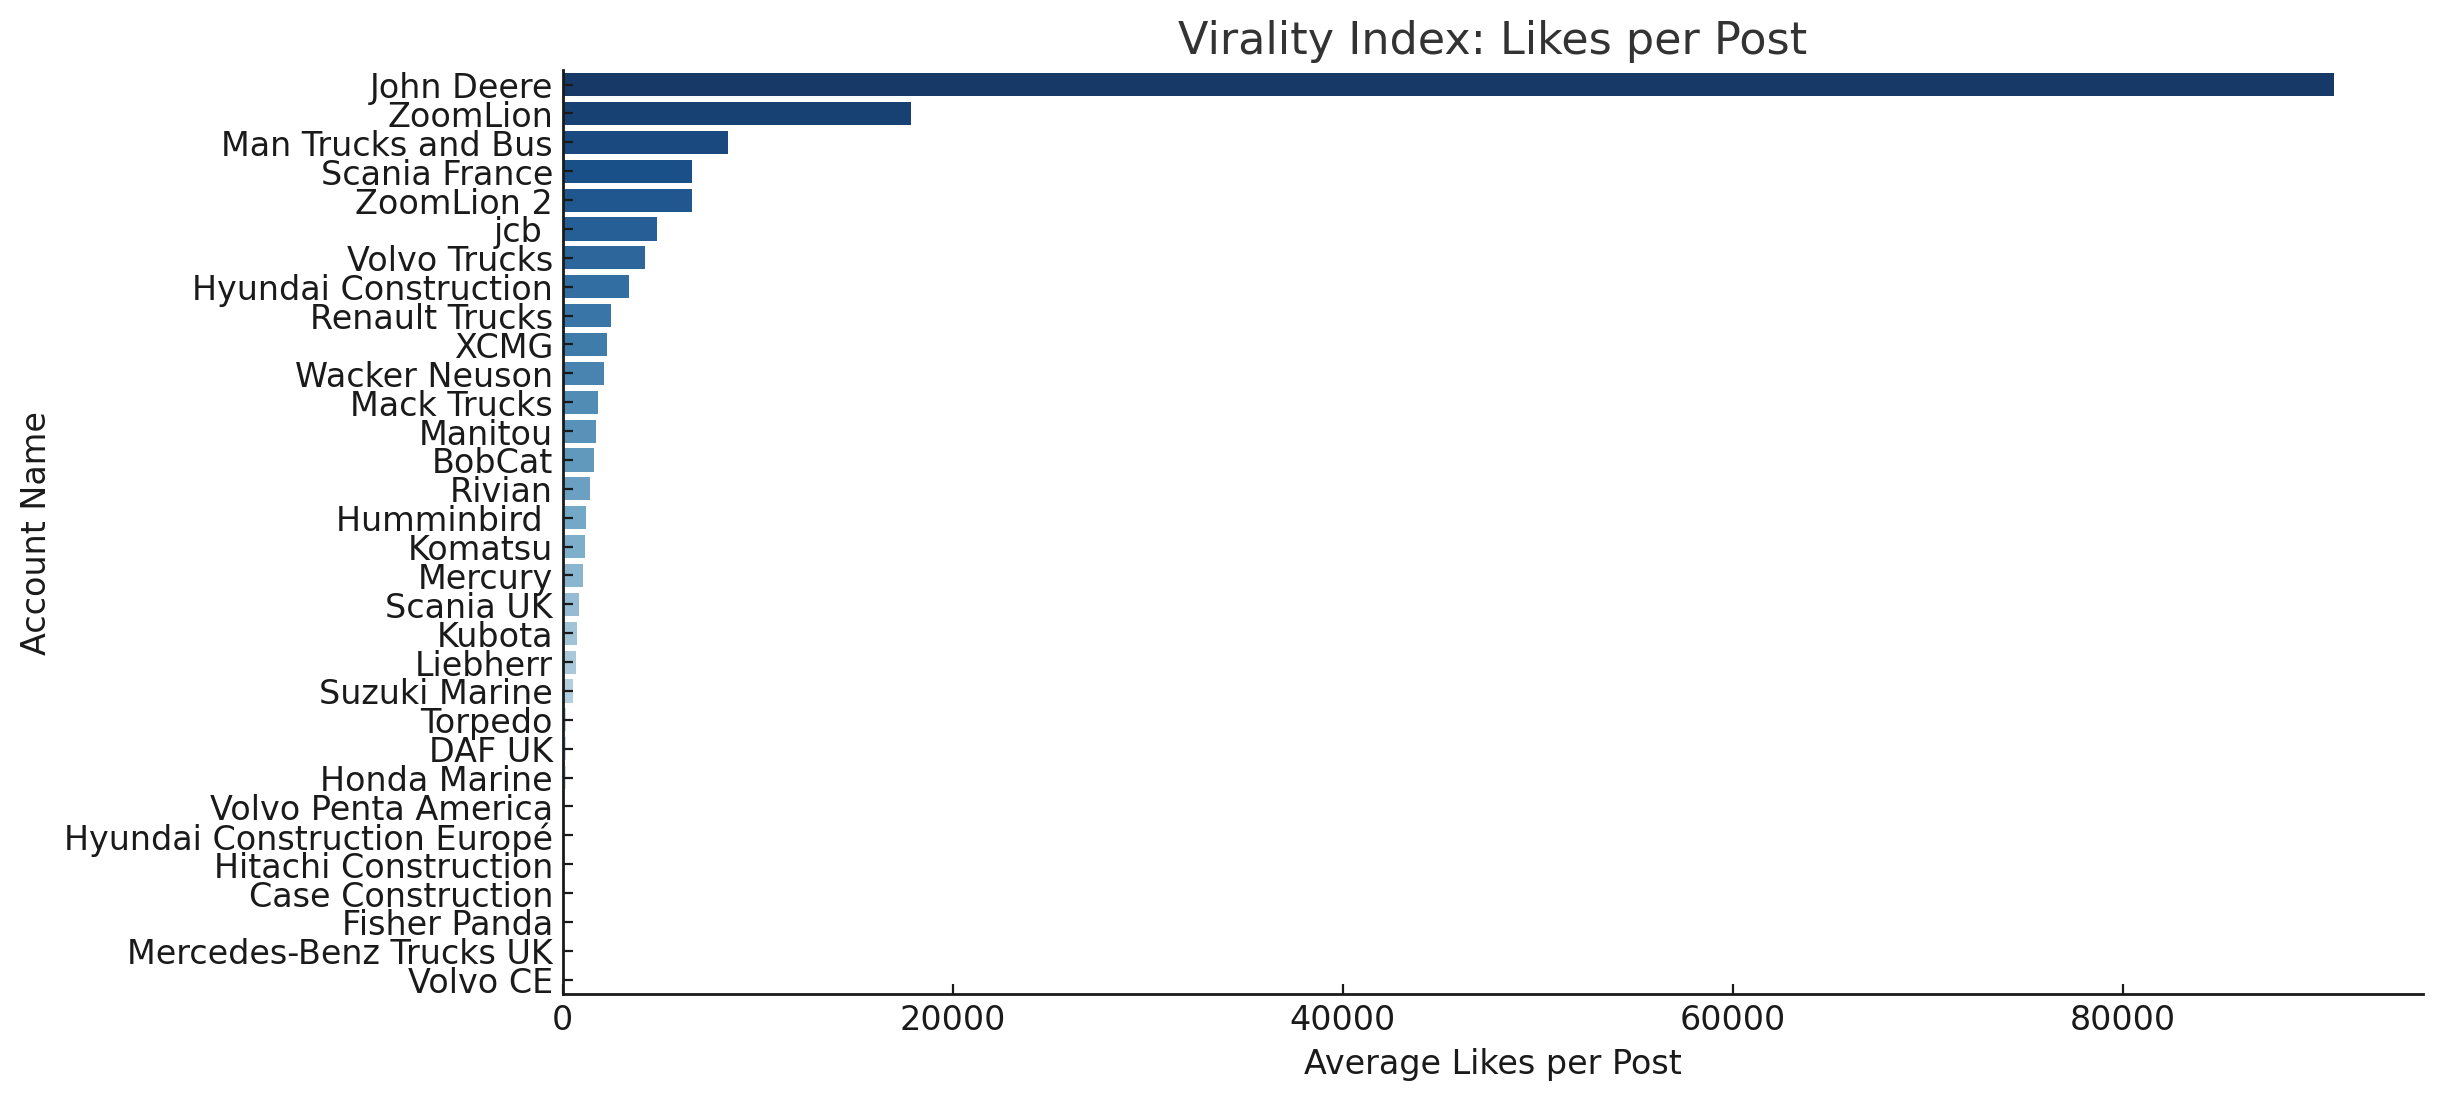 Virality Index: Likes per Post
John Deere
ZoomLion
Man Trucks and Bus
Scania France
ZoomLion 2
jcb
Volvo Trucks
Hyundai Construction
Renault Trucks
XCMG
Wacker Neuson
Mack Trucks
Manitou
BobCat
Rivian
Humminbird
Komatsu
Mercury
Scania UK
Kubota
Liebherr
Suzuki Marine
Torpedo
DAF UK
Honda Marine
Volvo Penta America
Hyundai Construction Europé
Hitachi Construction
Case Construction
Fisher Panda
Mercedes-Benz Trucks UK
Volvo CE
Account Name
0 20000 40000 60000 80000
Average Likes per Post